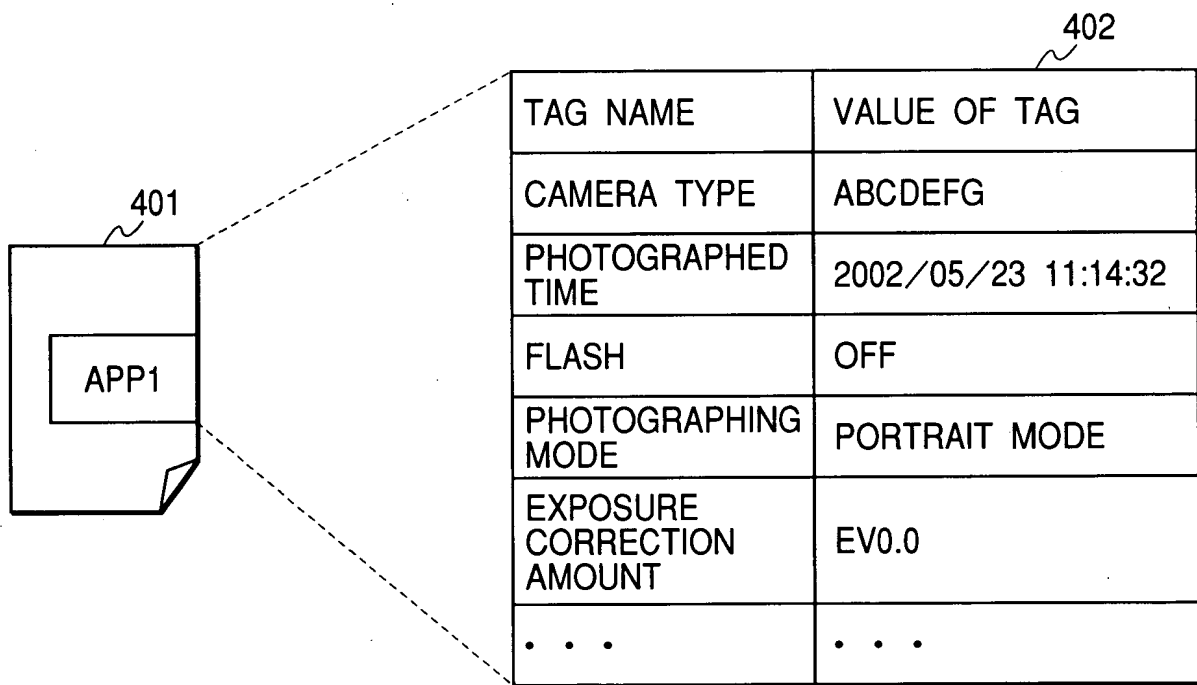 402
TAG NAME VALUE OF TAG
CAMERA TYPE ABCDEFG
401
PHOTOGRAPHED
TIME
2002/05/23 11:14:32
FLASH OFF
APP1
PHOTOGRAPHING
MODE
PORTRAIT MODE
EXPOSURE
CORRECTION
AMOUNT
EV0.0
• • • • • •